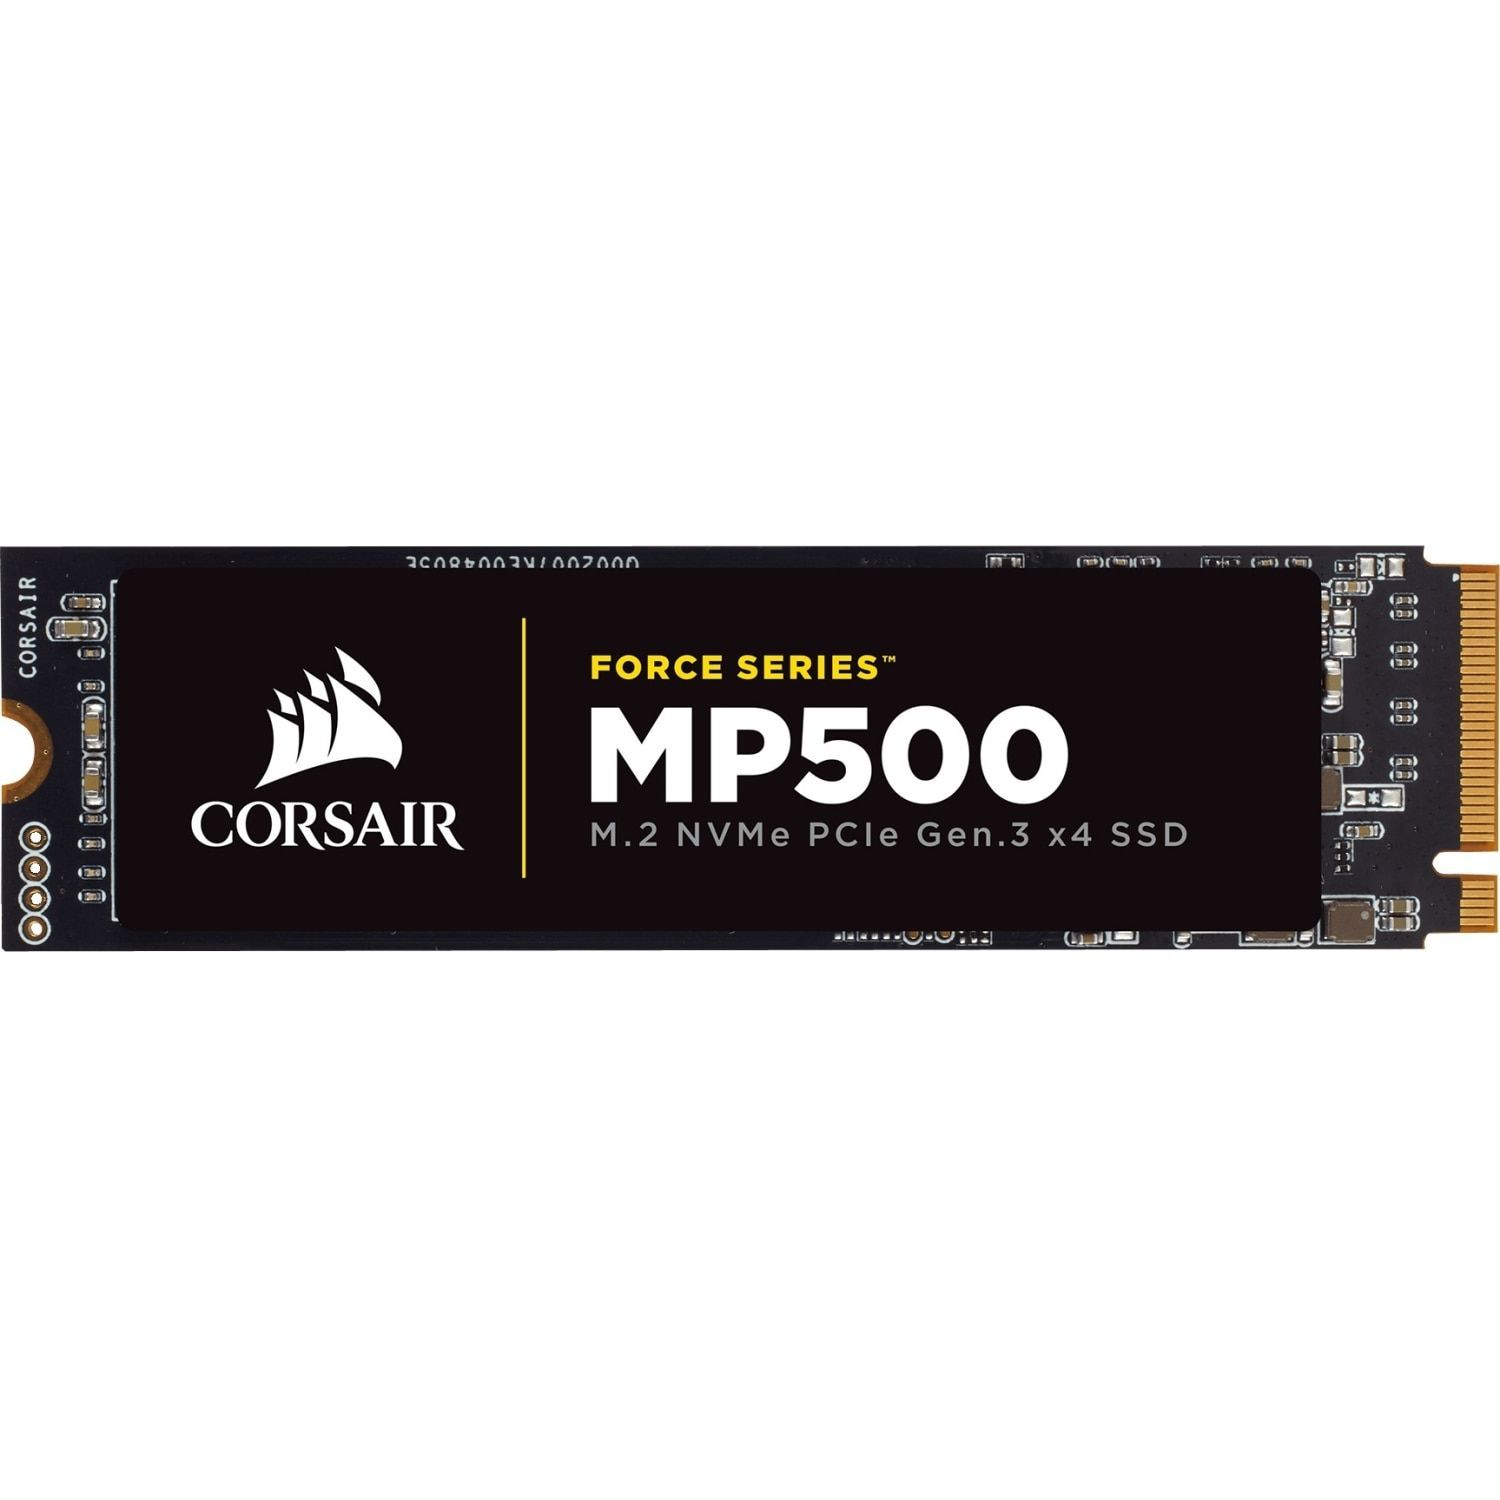 CORSAIR
CORSAIR
FORCE SERIES™
MP500
M.2 NVMe PCIe Gen.3 x4 SSD